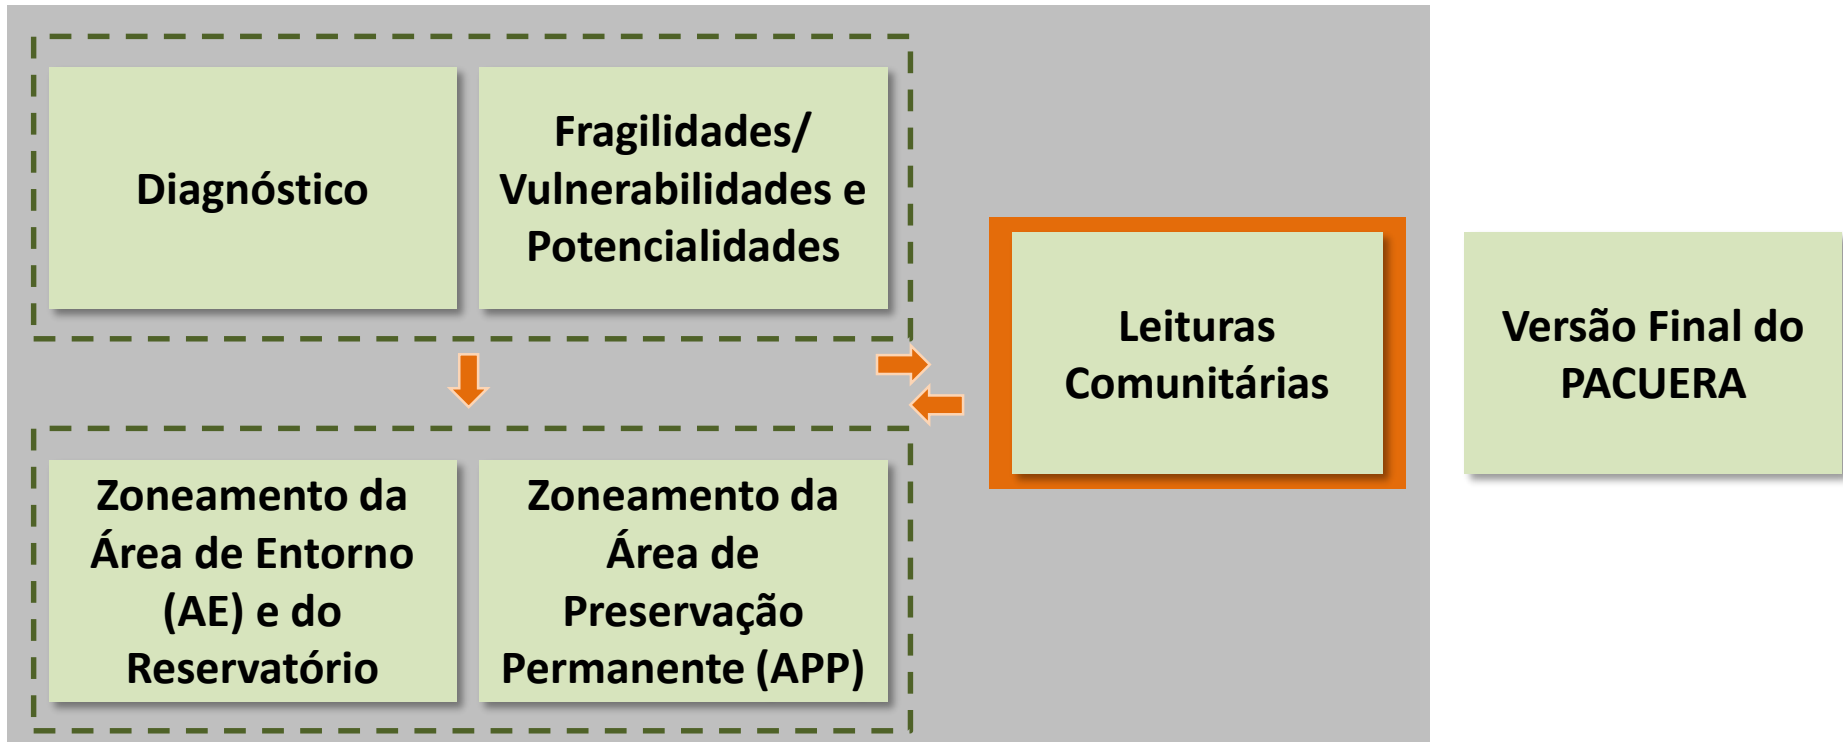 Diagnóstico
Fragilidades/
Vulnerabilidades e
Potencialidades
Zoneamento da
Área de Entorno
(AE) e do
Reservatório
Zoneamento da
Área de
Preservação
Permanente (APP)
Leituras
Comunitárias
Versão Final do
PACUERA